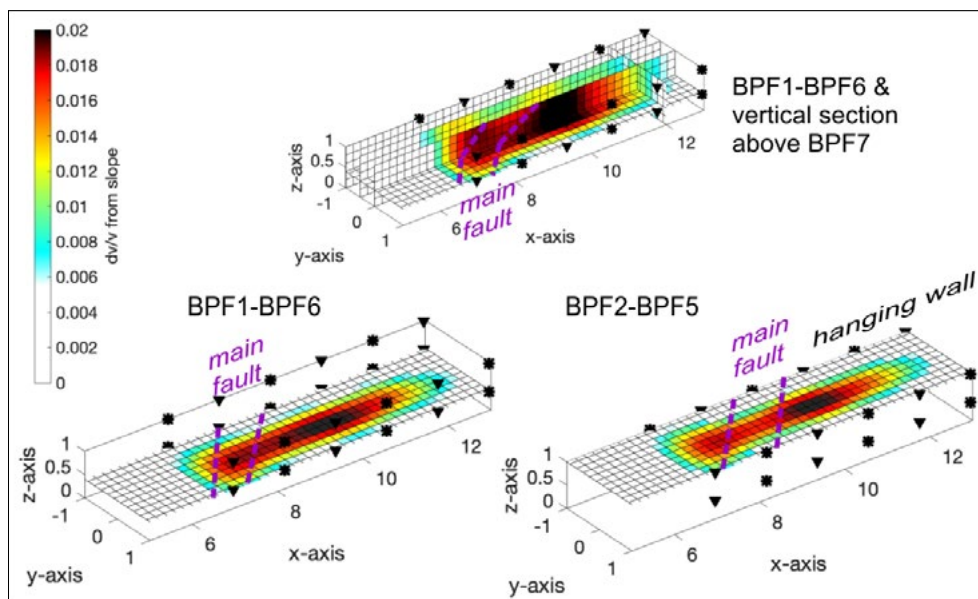 0.02
0.018
0.016
0.014
0.012
0.01
0.008
0.006
0.004
0.002
0
dv/v from slope
1
0.5
0
z-axis
-1
0
1
y-axis
6
8
10
12
x-axis
main
fault
BPF1-BPF6 &
vertical section
above BPF7
BPF1-BPF6
main
fault
1
0.5
0
z-axis
-1
0
1
y-axis
6
8
10
12
x-axis
BPF2-BPF5
main
fault
hanging wall
1
0.5
0
z-axis
-1
0
1
y-axis
6
8
10
12
x-axis